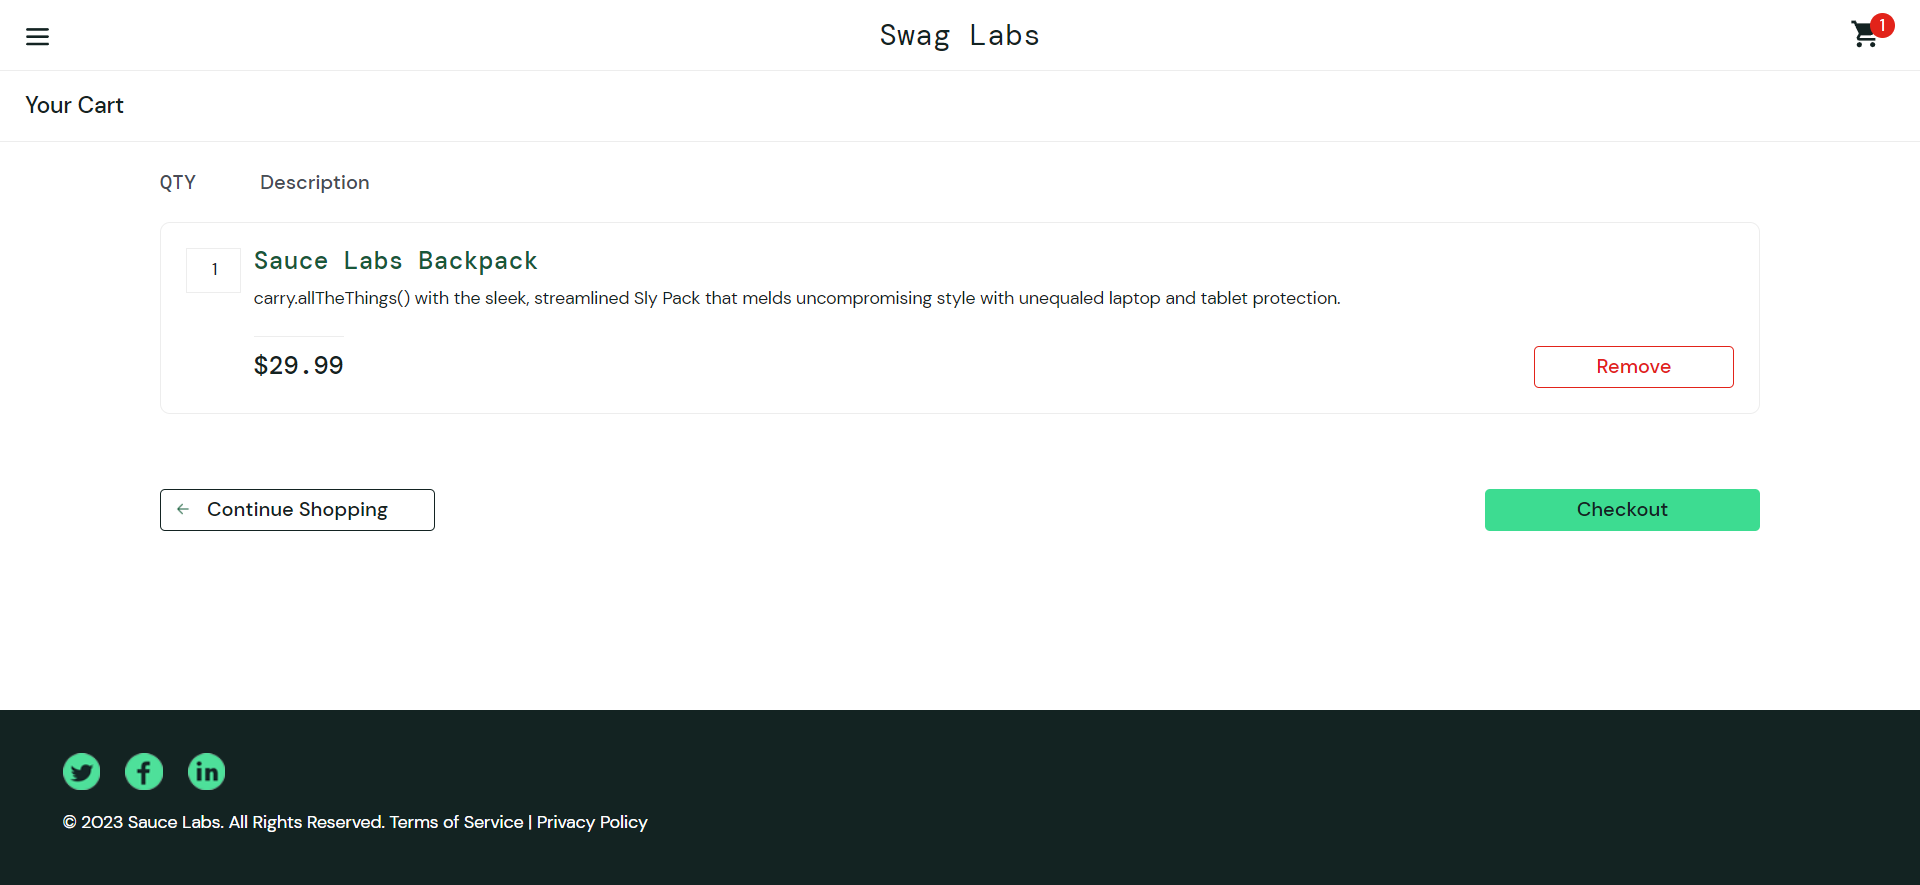 Swag Labs
1
Your Cart
QTY Description
1
Sauce Labs Backpack
carry.allTheThings() with the sleek, streamlined Sly Pack that melds uncompromising style with unequaled laptop and tablet protection.
$29.99
Remove
Continue Shopping
Checkout
© 2023 Sauce Labs. All Rights Reserved. Terms of Service | Privacy Policy